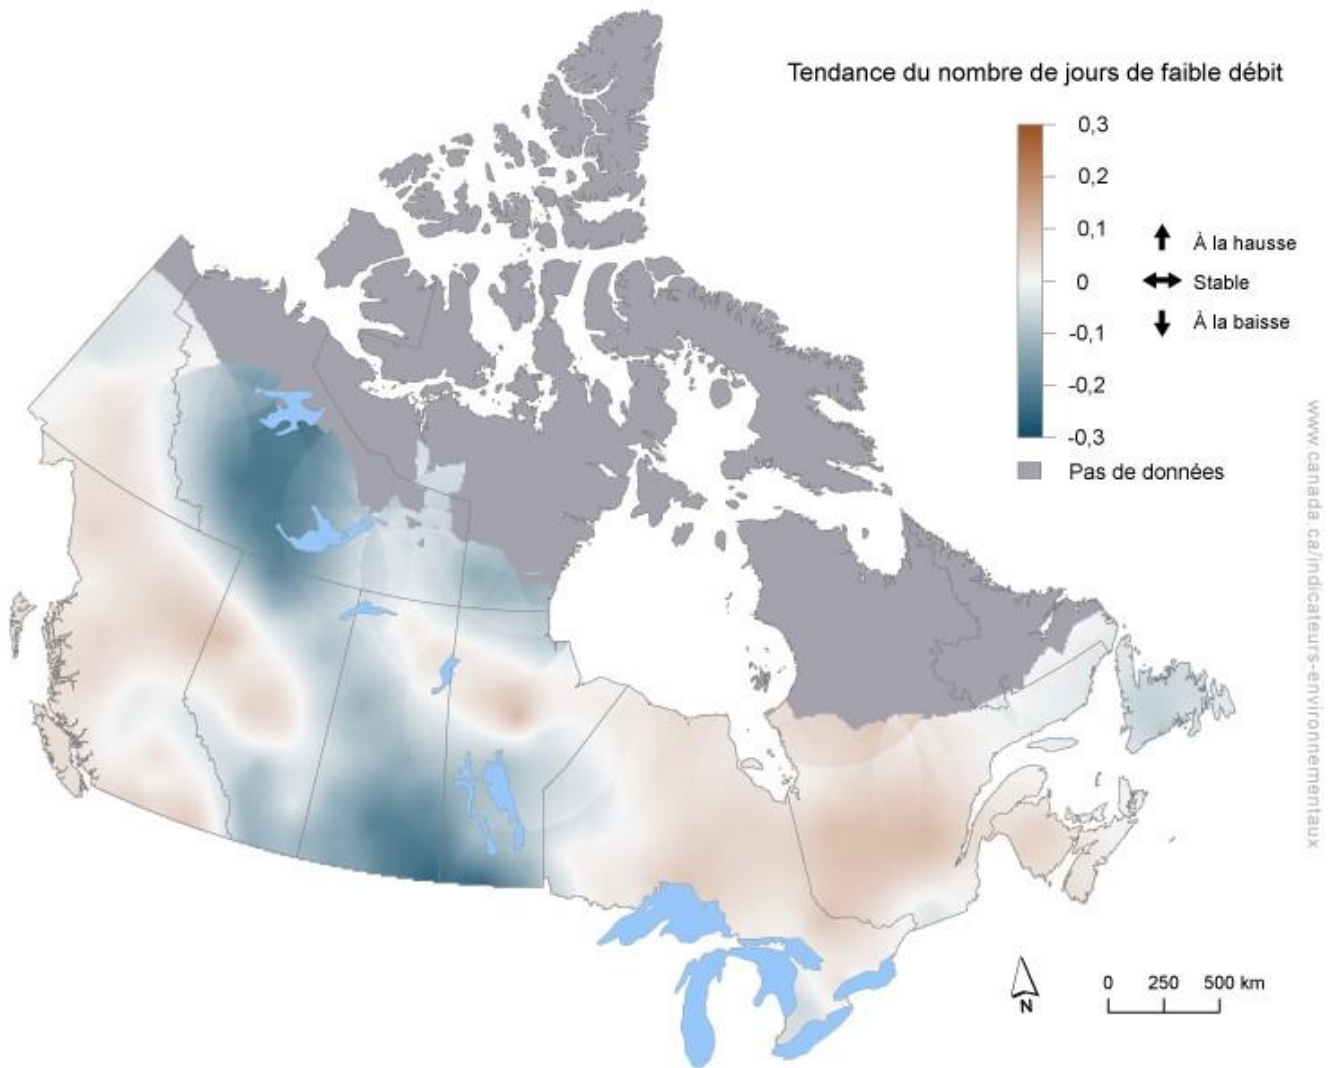 Tendance du nombre de jours de faible débit
0,3
0,2
0,1
0
-0,1
-0,2
-0,3
À la hausse
Stable
À la baisse
Pas de données
www.canada.ca/indicateurs-environnementaux
N
0 250 500 km